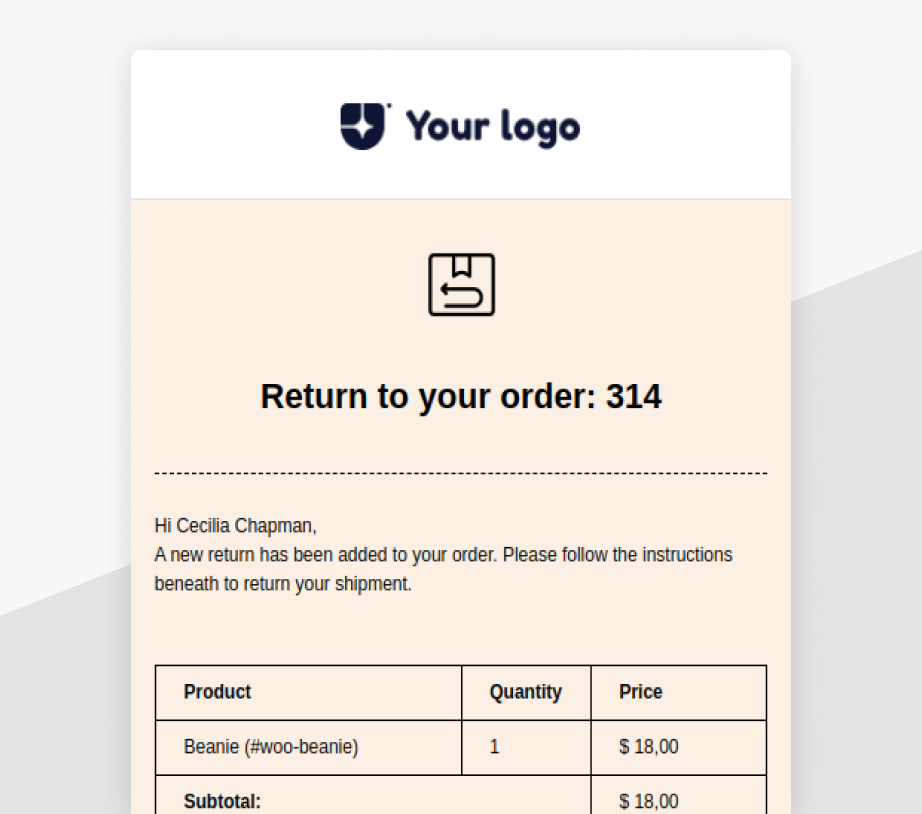 Your logo
Return to your order: 314
Hi Cecilia Chapman,
A new return has been added to your order. Please follow the instructions
beneath to return your shipment.
Product Quantity Price
Beanie (#woo-beanie) 1 $ 18,00
Subtotal: $ 18,00